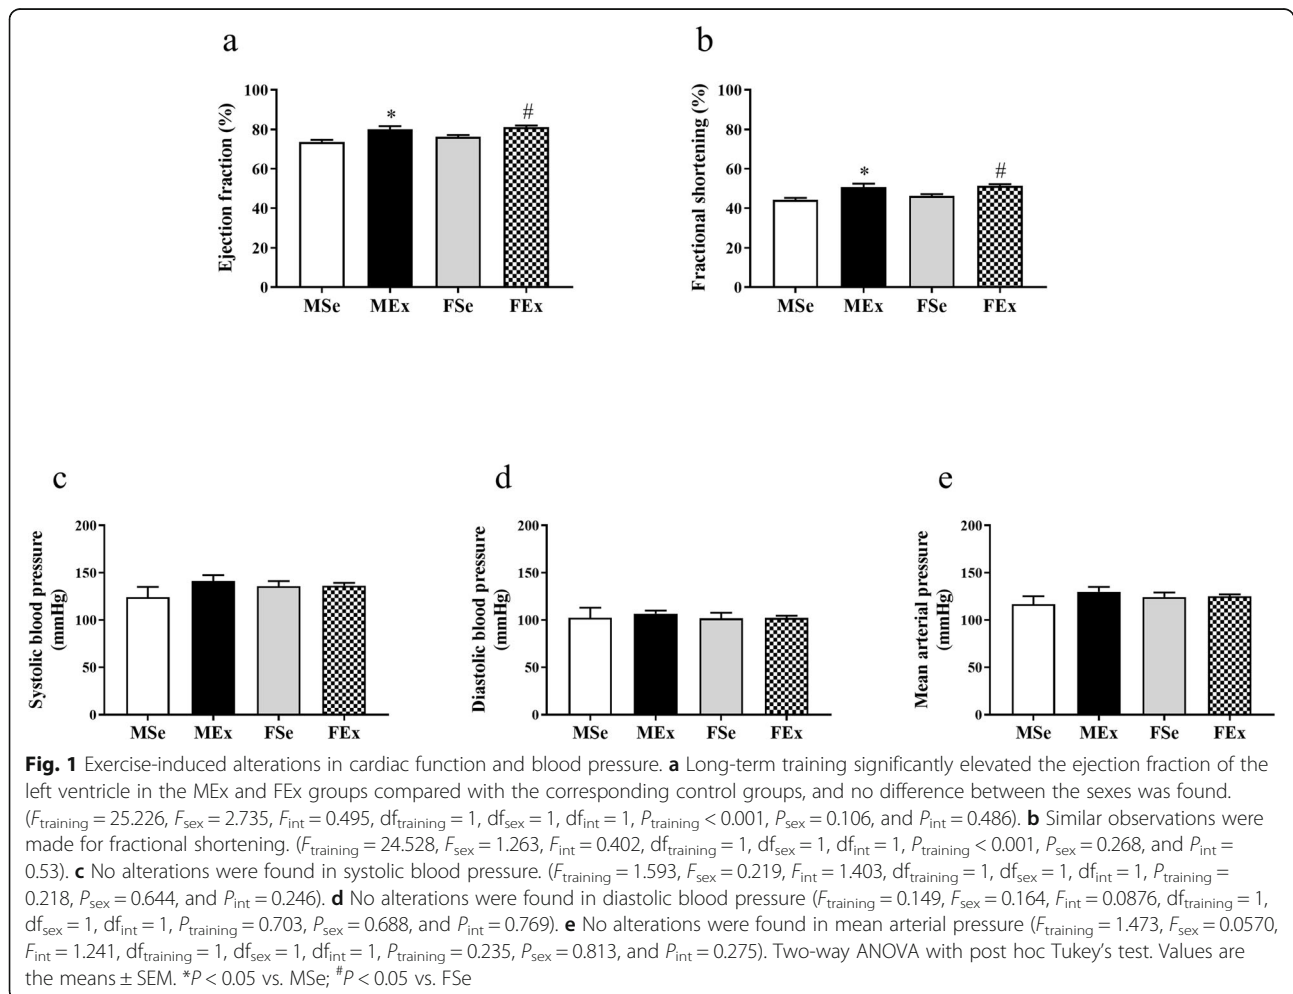 a
b
Ejection fraction (%)
100
80
60
40
20
0
*
#
MSe MEx FSe FEx
Fractional shortening (%)
100
80
60
40
20
0
*
#
MSe MEx FSe FEx
c
d
e
Systolic blood pressure
(mmHg)
200
150
100
50
0
MSe MEx FSe FEx
Diastolic blood pressure
(mmHg)
200
150
100
50
0
MSe MEx FSe FEx
Mean arterial pressure
(mmHg)
200
150
100
50
0
MSe MEx FSe FEx
Fig. 1 Exercise-induced alterations in cardiac function and blood pressure. a Long-term training significantly elevated the ejection fraction of the
left ventricle in the MEx and FEx groups compared with the corresponding control groups, and no difference between the sexes was found.
(Ftraining = 25.226, Fsex = 2.735, Fint = 0.495, dftraining = 1, dfsex = 1, dfint = 1, Ptraining < 0.001, Psex = 0.106, and Pint = 0.486). b Similar observations were
made for fractional shortening. (Ftraining = 24.528, Fsex = 1.263, Fint = 0.402, dftraining = 1, dfsex = 1, dfint = 1, Ptraining < 0.001, Psex = 0.268, and Pint =
0.53). c No alterations were found in systolic blood pressure. (Ftraining = 1.593, Fsex = 0.219, Fint = 1.403, dftraining = 1, dfsex = 1, dfint = 1, Ptraining =
0.218, Psex = 0.644, and Pint = 0.246). d No alterations were found in diastolic blood pressure (Ftraining = 0.149, Fsex = 0.164, Fint = 0.0876, dftraining = 1,
dfsex = 1, dfint = 1, Ptraining = 0.703, Psex = 0.688, and Pint = 0.769). e No alterations were found in mean arterial pressure (Ftraining = 1.473, Fsex = 0.0570,
Fint = 1.241, dftraining = 1, dfsex = 1, dfint = 1, Ptraining = 0.235, Psex = 0.813, and Pint = 0.275). Two-way ANOVA with post hoc Tukey's test. Values are
the means ± SEM. *P < 0.05 vs. MSe; #P < 0.05 vs. FSe